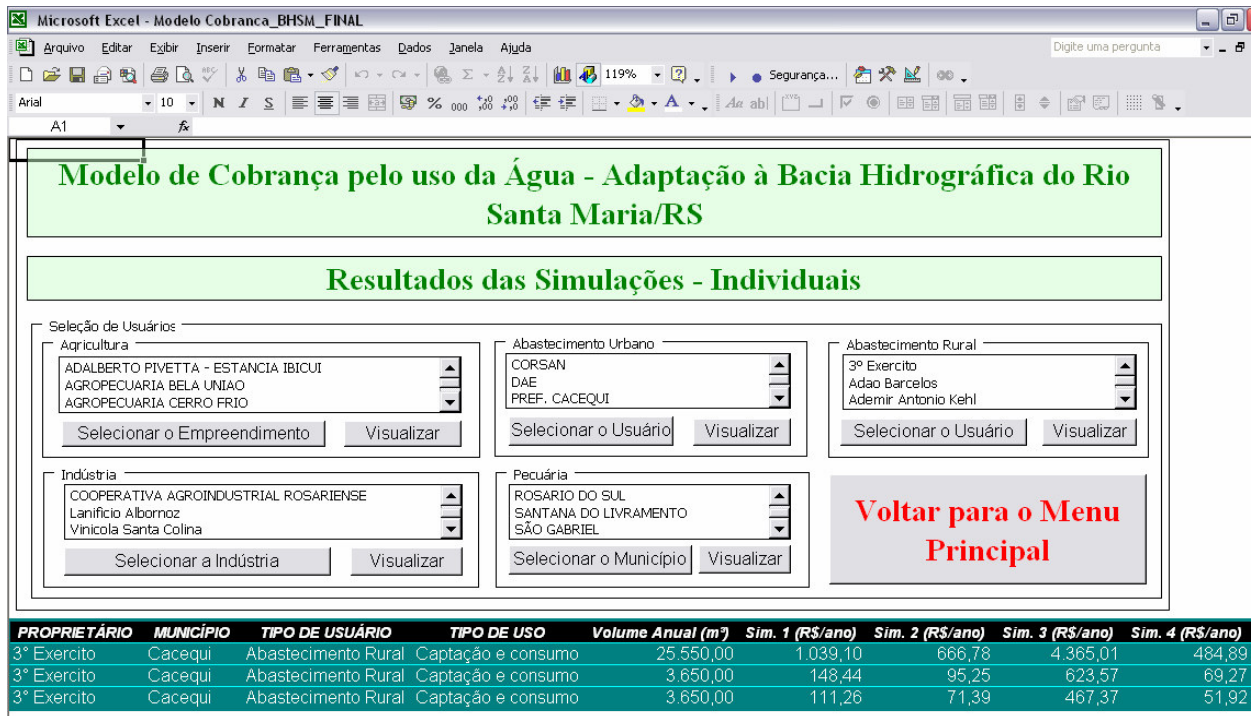 Microsoft Excel - Modelo Cobranca_BHSM_FINAL
Arquivo Editar Exibir Inserir Formatar Ferramentas Dados Janela Ajuda Digite uma pergunta
119% Segurança...
Arial 10 N I S % 000
A1 fx
Modelo de Cobrança pelo uso da Água - Adaptação à Bacia Hidrográfica do Rio
Santa Maria/RS
Resultados das Simulações - Individuais
Seleção de Usuários
Agricultura
ADALBERTO PIVETTA - ESTANCIA IBICUI
AGROPECUARIA BELA UNIAO
AGROPECUARIA CERRO FRIO
Selecionar o Empreendimento Visualizar
Abastecimento Urbano
CORSAN
DAE
PREF. CACEQUI
Selecionar o Usuário Visualizar
Abastecimento Rural
3º Exercito
Adao Barcelos
Ademir Antonio Kehl
Selecionar o Usuário Visualizar
Indústria
COOPERATIVA AGROINDUSTRIAL ROSARIENSE
Lanificio Albornoz
Vinicola Santa Colina
Selecionar a Indústria Visualizar
Pecuária
ROSARIO DO SUL
SANTANA DO LIVRAMENTO
SÃO GABRIEL
Selecionar o Município Visualizar
Voltar para o Menu
Principal
PROPRIETÁRIO MUNICÍPIO TIPO DE USUÁRIO TIPO DE USO Volume Anual (m³) Sim. 1 (R$/ano) Sim. 2 (R$/ano) Sim. 3 (R$/ano) Sim. 4 (R$/ano)
3° Exercito Cacequi Abastecimento Rural Captação e consumo 25.550,00 1.039,10 666,78 4.365,01 484,89
3° Exercito Cacequi Abastecimento Rural Captação e consumo 3.650,00 148,44 95,25 623,57 69,27
3° Exercito Cacequi Abastecimento Rural Captação e consumo 3.650,00 111,26 71,39 467,37 51,92